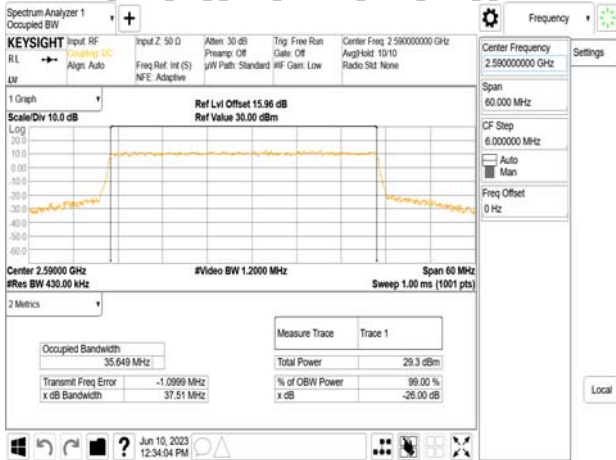 Spectrum Analyzer 1
Occupied BW
+
Frequency
KEYSIGHT
Input: RF
Coupling: DC
Align: Auto
RL
Input Z: 50 Ω
Freq Ref: Int (S)
NFE: Adaptive
Atten: 30 dB
Preamp: Off
µW Path: Standard
Trig: Free Run
Gate: Off
#IF Gain: Low
Center Freq: 2.590000000 GHz
Avg|Hold: 10/10
Radio Std: None
Center Frequency
2.590000000 GHz
Settings
Span
60.000 MHz
CF Step
6.000000 MHz
Auto
Man
Freq Offset
0 Hz
Local
1 Graph
Scale/Div 10.0 dB
Ref Lvl Offset 15.96 dB
Ref Value 30.00 dBm
Log
20.0
10.0
0.00
-10.0
-20.0
-30.0
-40.0
-50.0
-60.0
Center 2.59000 GHz
#Res BW 430.00 kHz
#Video BW 1.2000 MHz
Span 60 MHz
Sweep 1.00 ms (1001 pts)
2 Metrics
Measure Trace Trace 1
Occupied Bandwidth
35.649 MHz
Total Power 29.3 dBm
Transmit Freq Error -1.0999 MHz
% of OBW Power 99.00 %
x dB Bandwidth 37.51 MHz
x dB -26.00 dB
?
Jun 10, 2023
12:34:04 PM